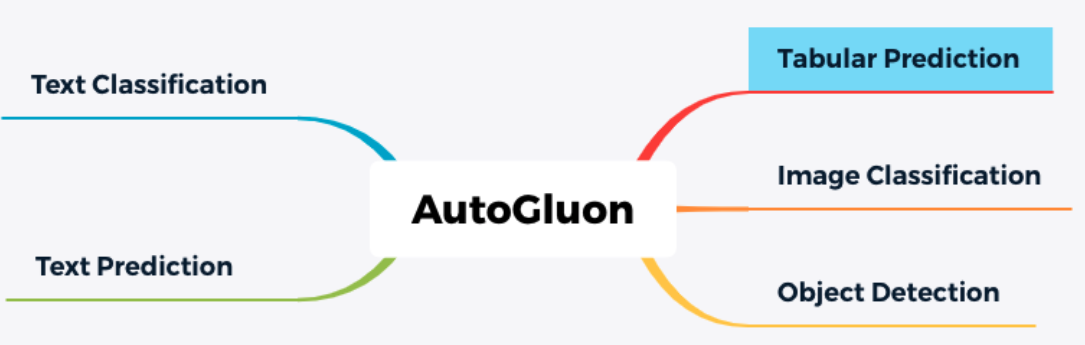 Text Classification
Text Prediction
AutoGluon
Tabular Prediction
Image Classification
Object Detection